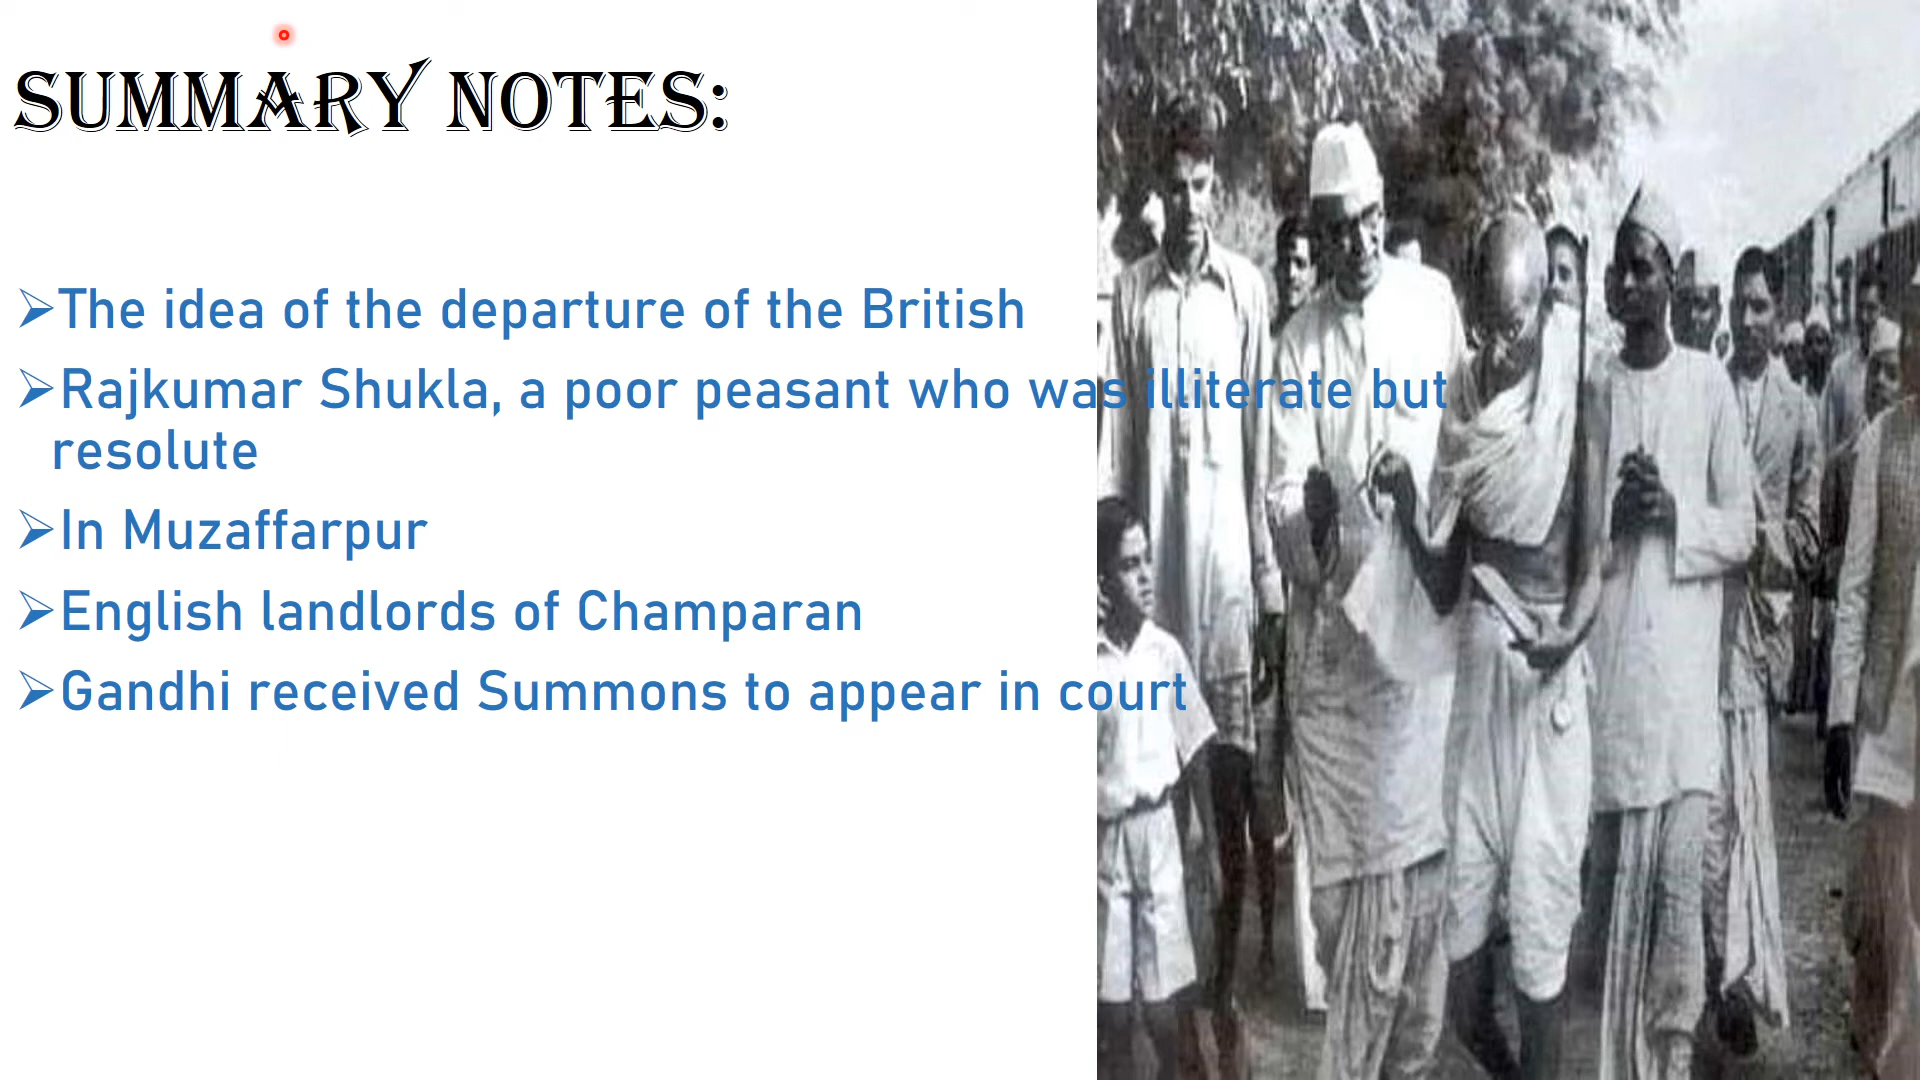 SUMMARY NOTES:
➢The idea of the departure of the British
➢Rajkumar Shukla, a poor peasant who was illiterate but
resolute
➢In Muzaffarpur
➢English landlords of Champaran
➢Gandhi received Summons to appear in court